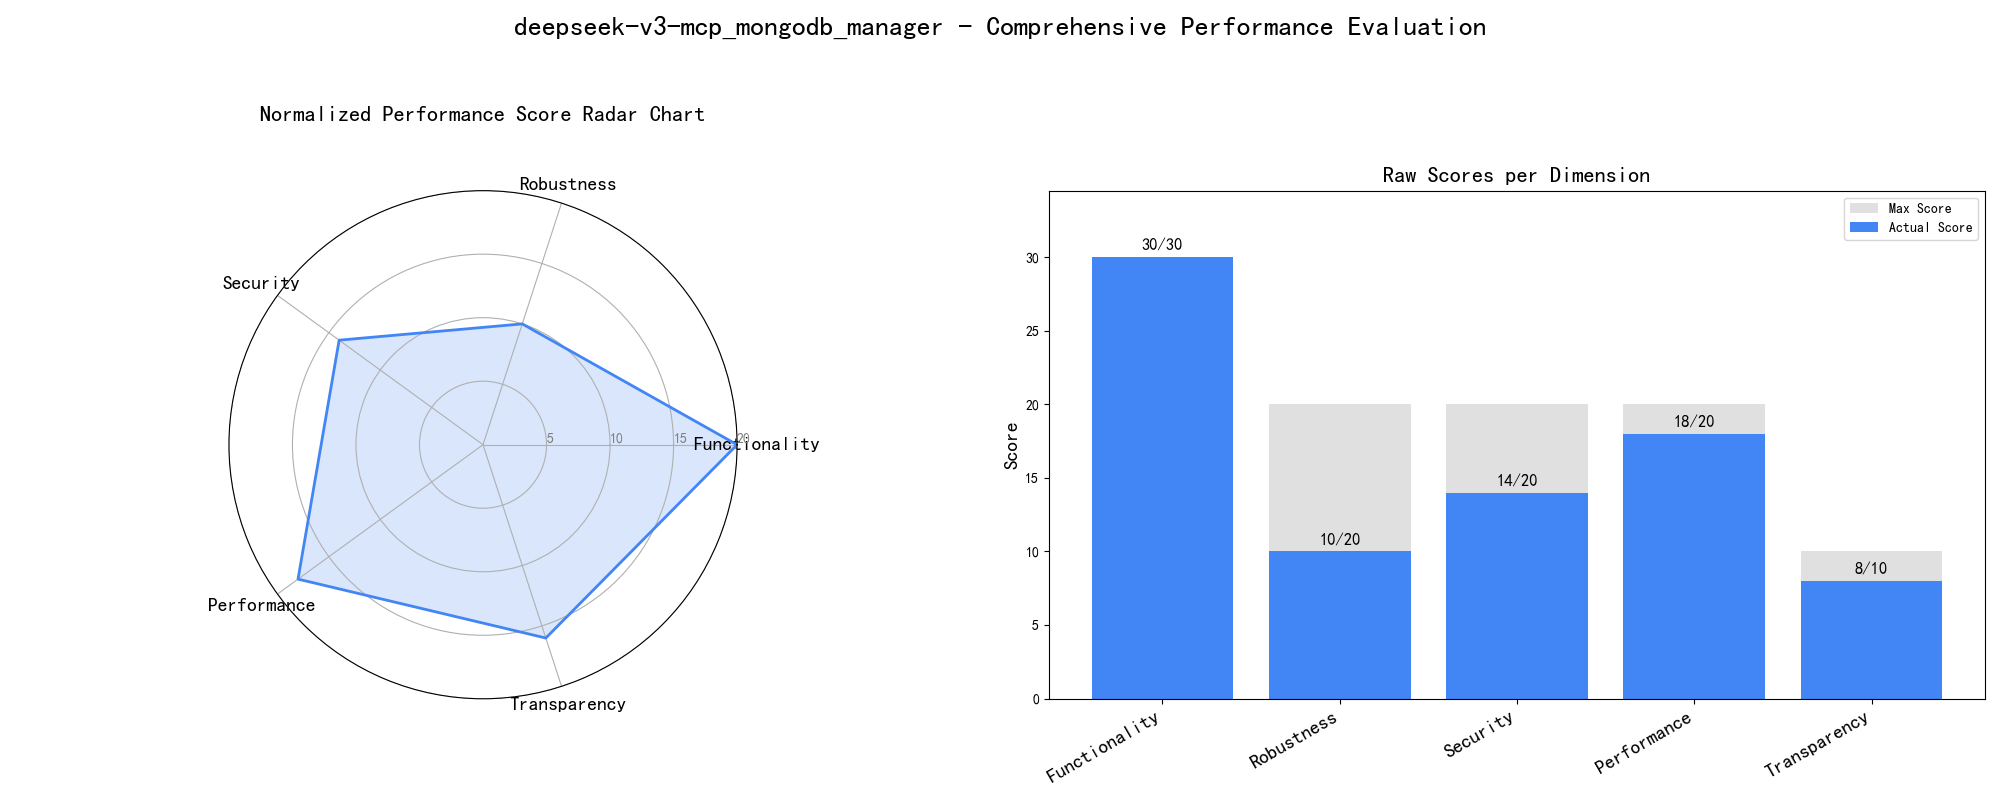 deepseek-v3-mcp_mongodb_manager - Comprehensive Performance Evaluation
Normalized Performance Score Radar Chart
Robustness
Security
Functionality
5
10
15
20
Performance
Transparency
Raw Scores per Dimension
Max Score
Actual Score
Score
30
25
20
15
10
5
0
30/30
10/20
14/20
18/20
8/10
Functionality
Robustness
Security
Performance
Transparency